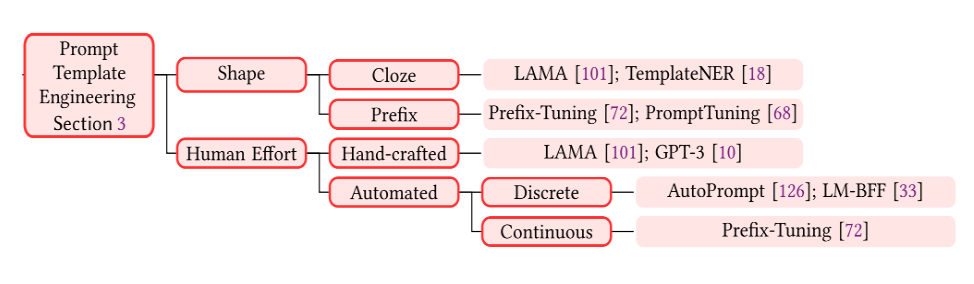 Prompt
Template
Engineering
Section 3
Shape
Cloze
LAMA [101]; TemplateNER [18]
Prefix
Prefix-Tuning [72]; PromptTuning [68]
Human Effort
Hand-crafted
LAMA [101]; GPT-3 [10]
Automated
Discrete
AutoPrompt [126]; LM-BFF [33]
Continuous
Prefix-Tuning [72]